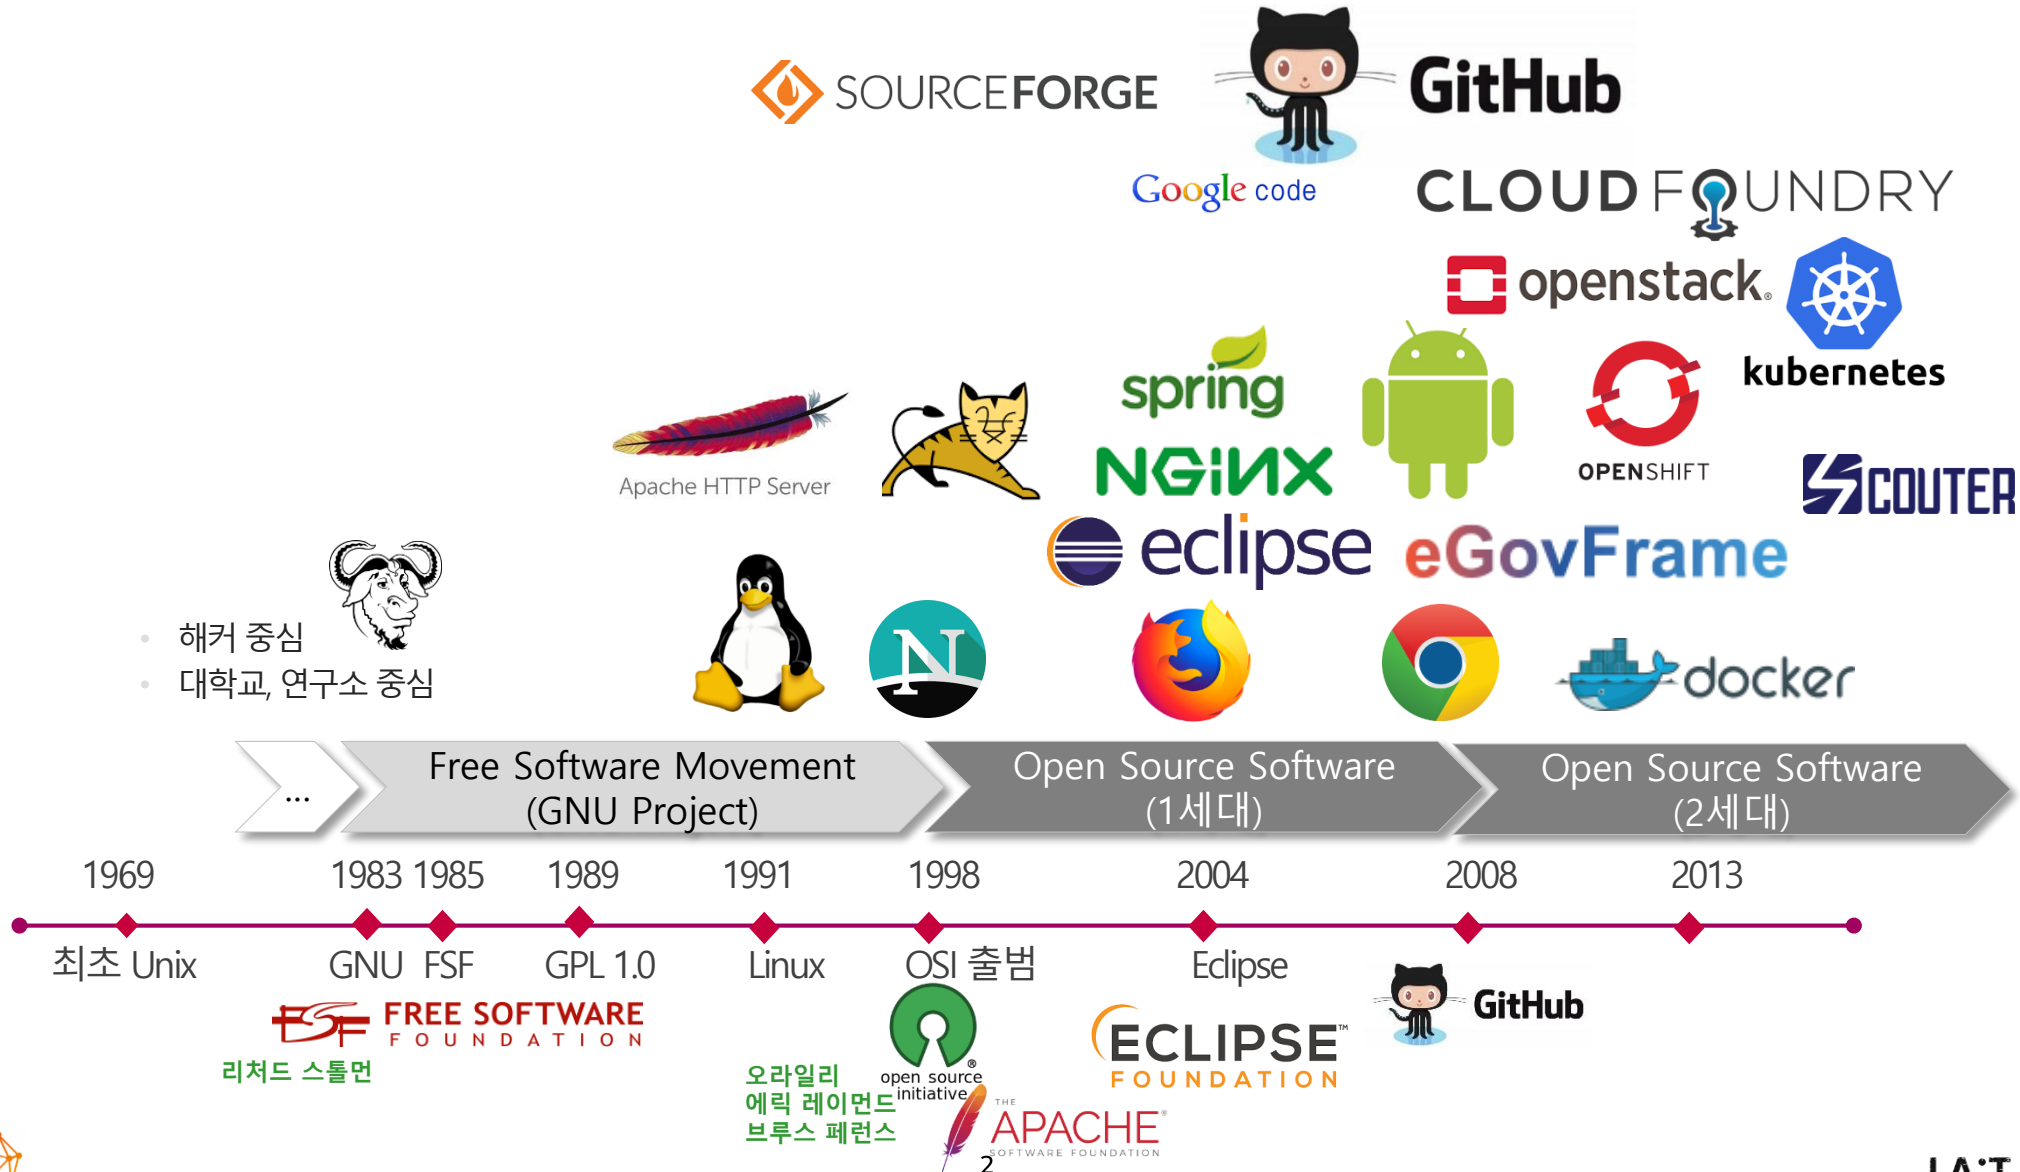 SOURCEFORGE
GitHub
Google code
CLOUD FOUNDRY
openstack.
kubernetes
spring
Apache HTTP Server
NGiNX
OPENSHIFT
SCOUTER
eclipse
eGovFrame
• 해커 중심
• 대학교, 연구소 중심
N
docker
...
Free Software Movement
(GNU Project)
Open Source Software
(1세대)
Open Source Software
(2세대)
1969
1983
1985
1989
1991
1998
2004
2008
2013
최초 Unix
GNU
FSF
GPL 1.0
Linux
OSI 출범
Eclipse
GitHub
FSF
FREE SOFTWARE
FOUNDATION
리처드 스톨먼
오라일리
에릭 레이먼드
브루스 페런스
open source
initiative
®
ECLIPSE™
FOUNDATION
THE
APACHE®
SOFTWARE FOUNDATION
2